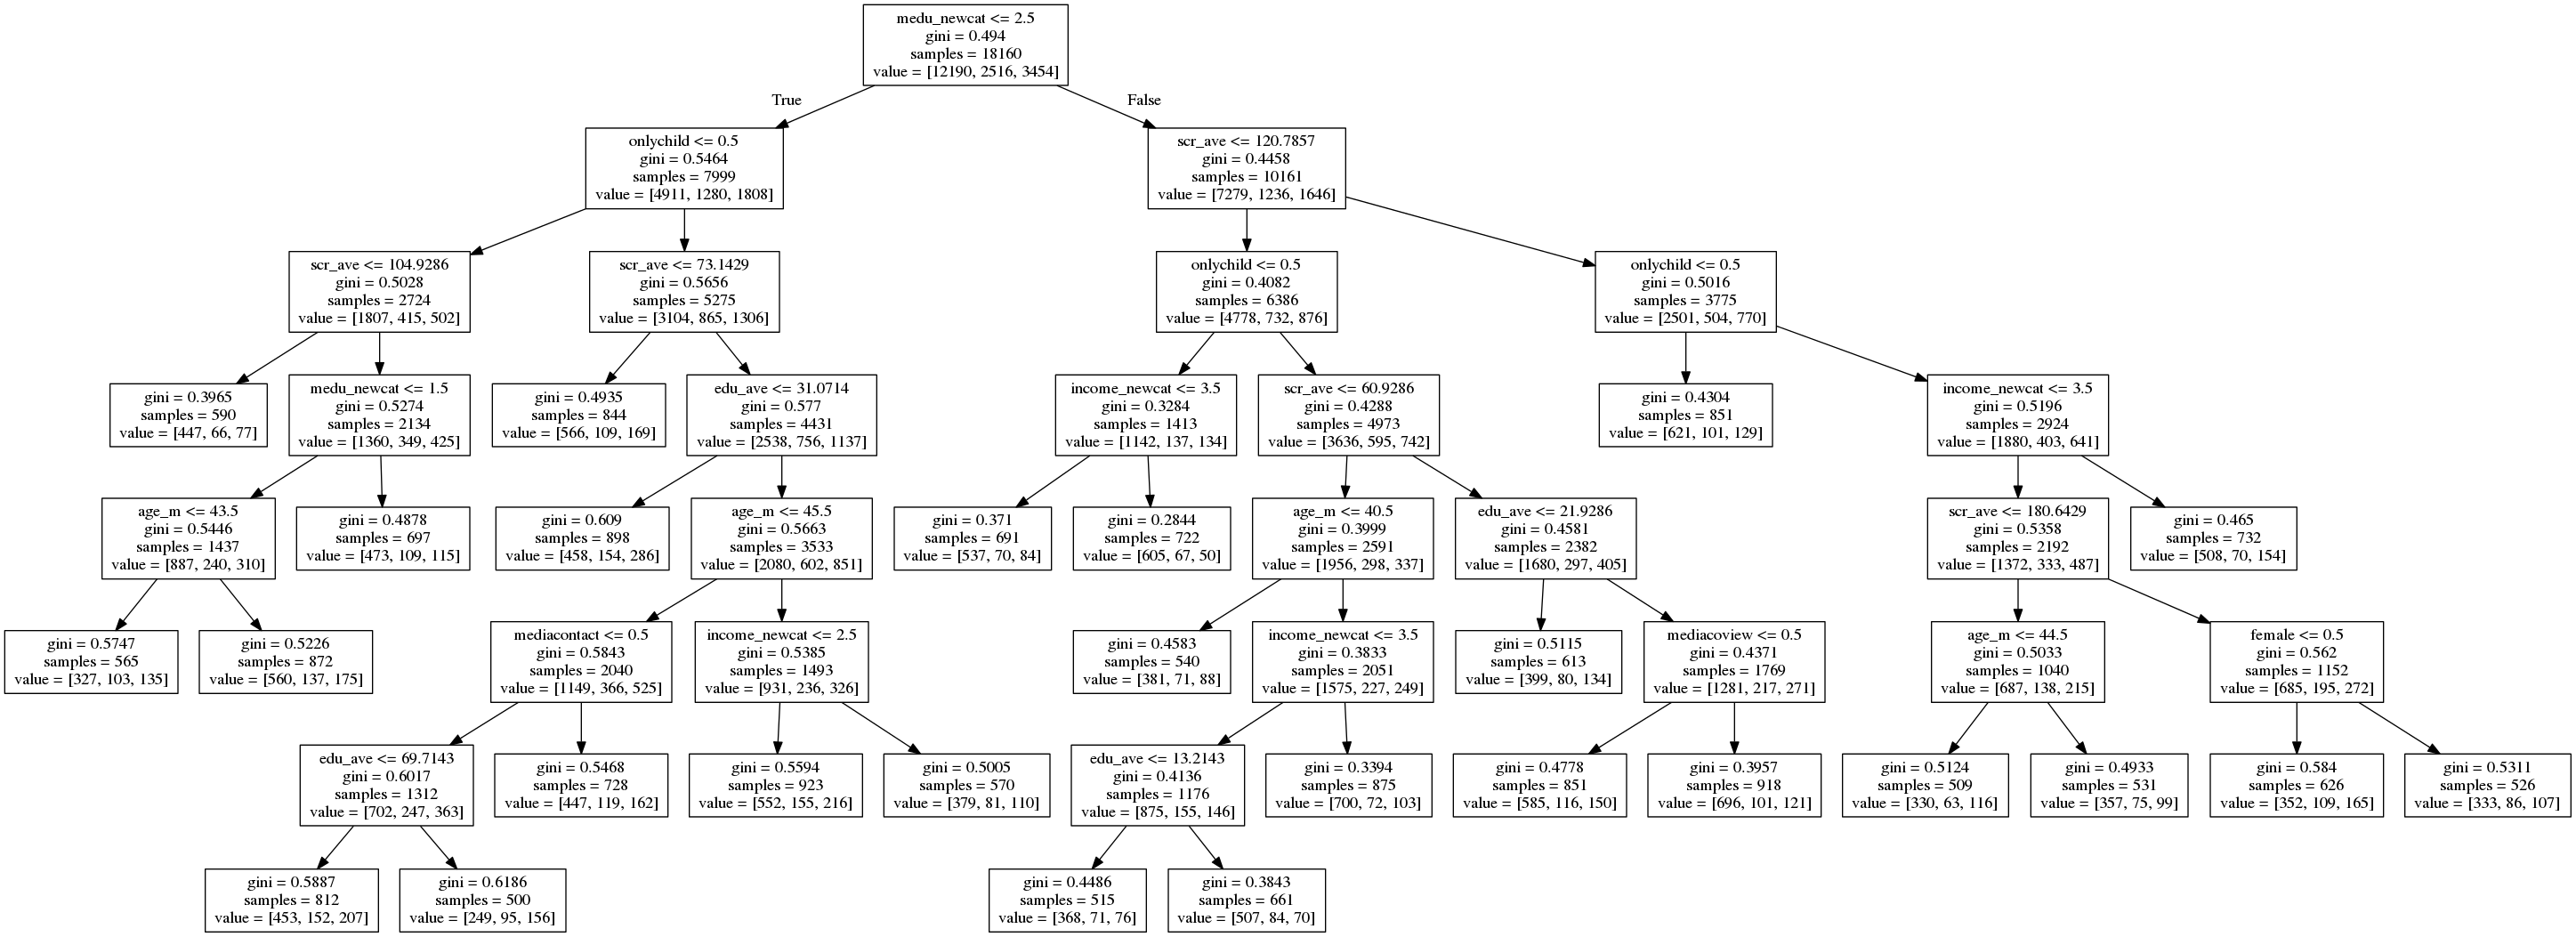 medu_newcat <= 2.5
gini = 0.494
samples = 18160
value = [12190, 2516, 3454]
True
False
onlychild <= 0.5
gini = 0.5464
samples = 7999
value = [4911, 1280, 1808]
scr_ave <= 120.7857
gini = 0.4458
samples = 10161
value = [7279, 1236, 1646]
scr_ave <= 104.9286
gini = 0.5028
samples = 2724
value = [1807, 415, 502]
scr_ave <= 73.1429
gini = 0.5656
samples = 5275
value = [3104, 865, 1306]
onlychild <= 0.5
gini = 0.4082
samples = 6386
value = [4778, 732, 876]
onlychild <= 0.5
gini = 0.5016
samples = 3775
value = [2501, 504, 770]
gini = 0.3965
samples = 590
value = [447, 66, 77]
medu_newcat <= 1.5
gini = 0.5274
samples = 2134
value = [1360, 349, 425]
gini = 0.4935
samples = 844
value = [566, 109, 169]
edu_ave <= 31.0714
gini = 0.577
samples = 4431
value = [2538, 756, 1137]
income_newcat <= 3.5
gini = 0.3284
samples = 1413
value = [1142, 137, 134]
scr_ave <= 60.9286
gini = 0.4288
samples = 4973
value = [3636, 595, 742]
gini = 0.4304
samples = 851
value = [621, 101, 129]
income_newcat <= 3.5
gini = 0.5196
samples = 2924
value = [1880, 403, 641]
age_m <= 43.5
gini = 0.5446
samples = 1437
value = [887, 240, 310]
gini = 0.4878
samples = 697
value = [473, 109, 115]
gini = 0.609
samples = 898
value = [458, 154, 286]
age_m <= 45.5
gini = 0.5663
samples = 3533
value = [2080, 602, 851]
gini = 0.371
samples = 691
value = [537, 70, 84]
gini = 0.2844
samples = 722
value = [605, 67, 50]
age_m <= 40.5
gini = 0.3999
samples = 2591
value = [1956, 298, 337]
edu_ave <= 21.9286
gini = 0.4581
samples = 2382
value = [1680, 297, 405]
scr_ave <= 180.6429
gini = 0.5358
samples = 2192
value = [1372, 333, 487]
gini = 0.465
samples = 732
value = [508, 70, 154]
gini = 0.5747
samples = 565
value = [327, 103, 135]
gini = 0.5226
samples = 872
value = [560, 137, 175]
mediacontact <= 0.5
gini = 0.5843
samples = 2040
value = [1149, 366, 525]
income_newcat <= 2.5
gini = 0.5385
samples = 1493
value = [931, 236, 326]
gini = 0.4583
samples = 540
value = [381, 71, 88]
income_newcat <= 3.5
gini = 0.3833
samples = 2051
value = [1575, 227, 249]
gini = 0.5115
samples = 613
value = [399, 80, 134]
mediacoview <= 0.5
gini = 0.4371
samples = 1769
value = [1281, 217, 271]
age_m <= 44.5
gini = 0.5033
samples = 1040
value = [687, 138, 215]
female <= 0.5
gini = 0.562
samples = 1152
value = [685, 195, 272]
edu_ave <= 69.7143
gini = 0.6017
samples = 1312
value = [702, 247, 363]
gini = 0.5468
samples = 728
value = [447, 119, 162]
gini = 0.5594
samples = 923
value = [552, 155, 216]
gini = 0.5005
samples = 570
value = [379, 81, 110]
edu_ave <= 13.2143
gini = 0.4136
samples = 1176
value = [875, 155, 146]
gini = 0.3394
samples = 875
value = [700, 72, 103]
gini = 0.4778
samples = 851
value = [585, 116, 150]
gini = 0.3957
samples = 918
value = [696, 101, 121]
gini = 0.5124
samples = 509
value = [330, 63, 116]
gini = 0.4933
samples = 531
value = [357, 75, 99]
gini = 0.584
samples = 626
value = [352, 109, 165]
gini = 0.5311
samples = 526
value = [333, 86, 107]
gini = 0.5887
samples = 812
value = [453, 152, 207]
gini = 0.6186
samples = 500
value = [249, 95, 156]
gini = 0.4486
samples = 515
value = [368, 71, 76]
gini = 0.3843
samples = 661
value = [507, 84, 70]